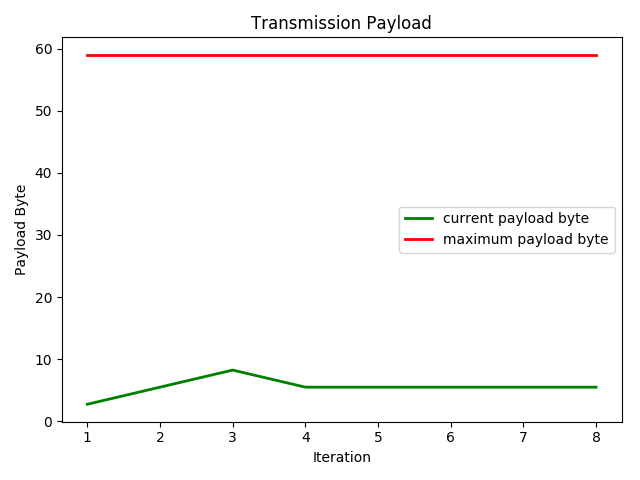 Transmission Payload
60
50
40
30
20
10
0
Payload Byte
current payload byte
maximum payload byte
1 2 3 4 5 6 7 8
Iteration